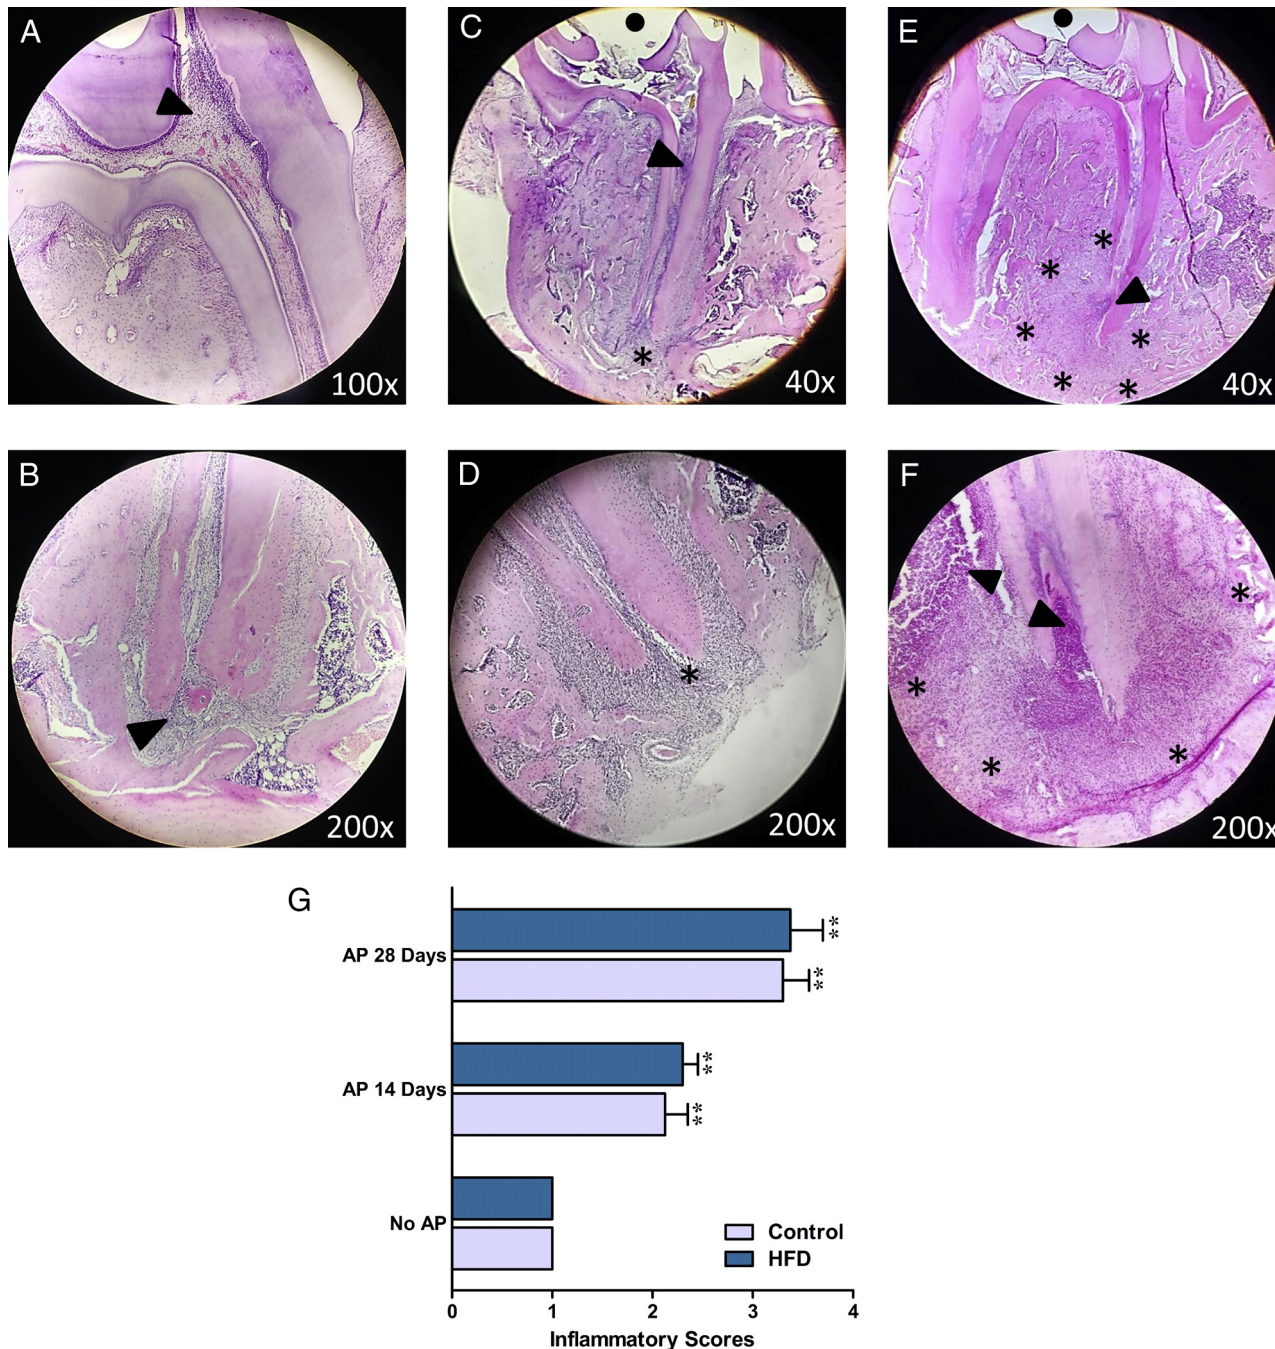 A
100x
C
40x
E
40x
B
200x
D
200x
F
200x
G
AP 28 Days
AP 14 Days
No AP
Control
HFD
0 1 2 3 4
Inflammatory Scores